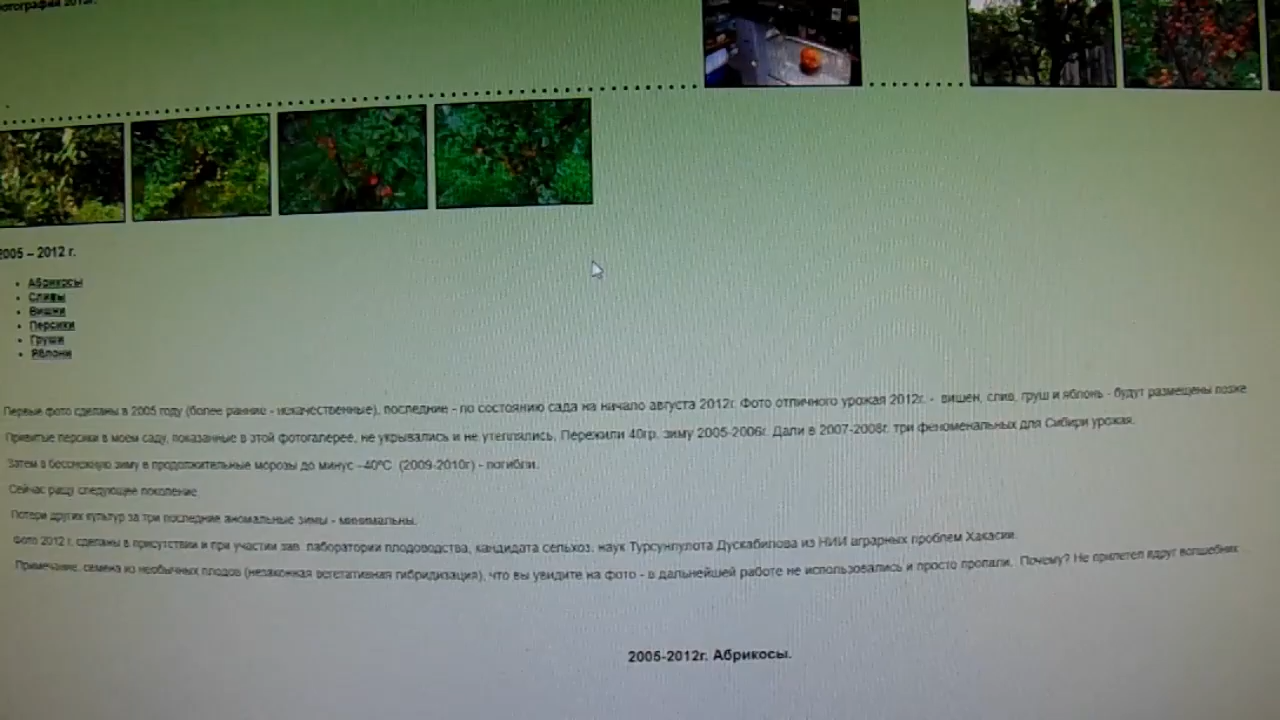 фотографии 2013г.
2005 – 2012 г.
Абрикосы
Сливы
Вишни
Персики
Груши
Яблони
Первые фото сделаны в 2005 году (более ранние - некачественные), последние - по состоянию сада на начало августа 2012г. Фото отличного урожая 2012г. - вишен, слив, груш и яблонь - будут размещены позже.
Привитые персики в моем саду, показанные в этой фотогалерее, не укрывались и не утеплялись. Пережили 40гр. зиму 2005-2006г. Дали в 2007-2008г. три феноменальных для Сибири урожая.
Затем в бесснежную зиму в продолжительные морозы до минус –40ºС (2009-2010г) - погибли.
Сейчас ращу следующее поколение.
Потери других культур за три последние аномальные зимы - минимальны.
Фото 2012 г. сделаны в присутствии и при участии зав. лаборатории плодоводства, кандидата сельхоз. наук Турсунпулота Дускабилова из НИИ аграрных проблем Хакасии.
Примечание: семена из необычных плодов (незаконная вегетативная гибридизация), что вы увидите на фото - в дальнейшей работе не использовались и просто пропали. Почему? Не прилетел вдруг волшебник
2005-2012г. Абрикосы.